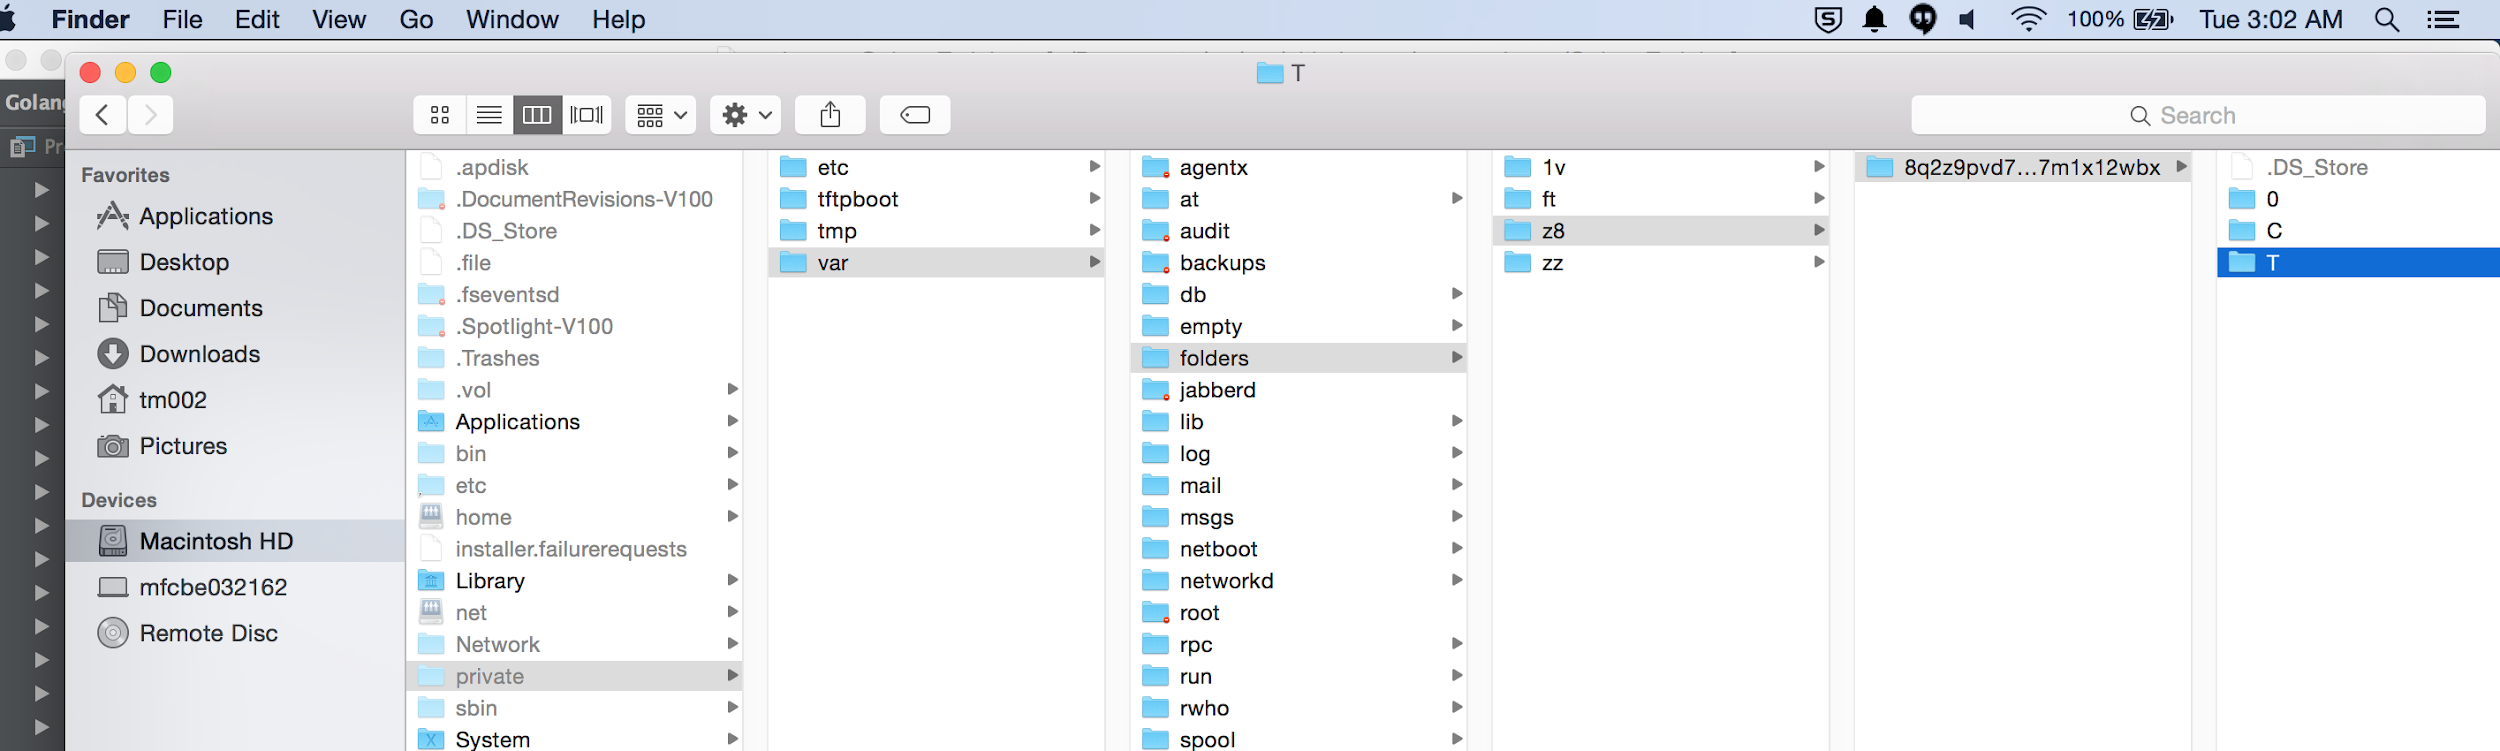 Finder File Edit View Go Window Help 100% Tue 3:02 AM
T
Golang
Search
Pr
Favorites
Applications
Desktop
Documents
Downloads
tm002
Pictures
Devices
Macintosh HD
mfcbe032162
Remote Disc
.apdisk
.DocumentRevisions-V100
.DS_Store
.file
.fseventsd
.Spotlight-V100
.Trashes
.vol
Applications
bin
etc
home
installer.failurerequests
Library
net
Network
private
sbin
System
etc
tftpboot
tmp
var
agentx
at
audit
backups
db
empty
folders
jabberd
lib
log
mail
msgs
netboot
networkd
root
rpc
run
rwho
spool
1v
ft
z8
zz
8q2z9pvd7...7m1x12wbx
.DS_Store
0
C
T